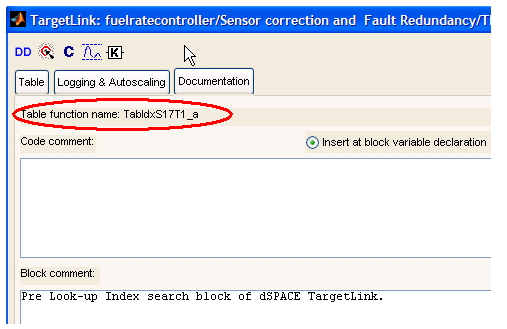 TargetLink: fuelratecontroller/Sensor correction and Fault Redundancy/
DD C K
Table Logging & Autoscaling Documentation
Table function name: TabIdxS17T1_a
Code comment: Insert at block variable declaration
Block comment:
Pre Look-up Index search block of dSPACE TargetLink.